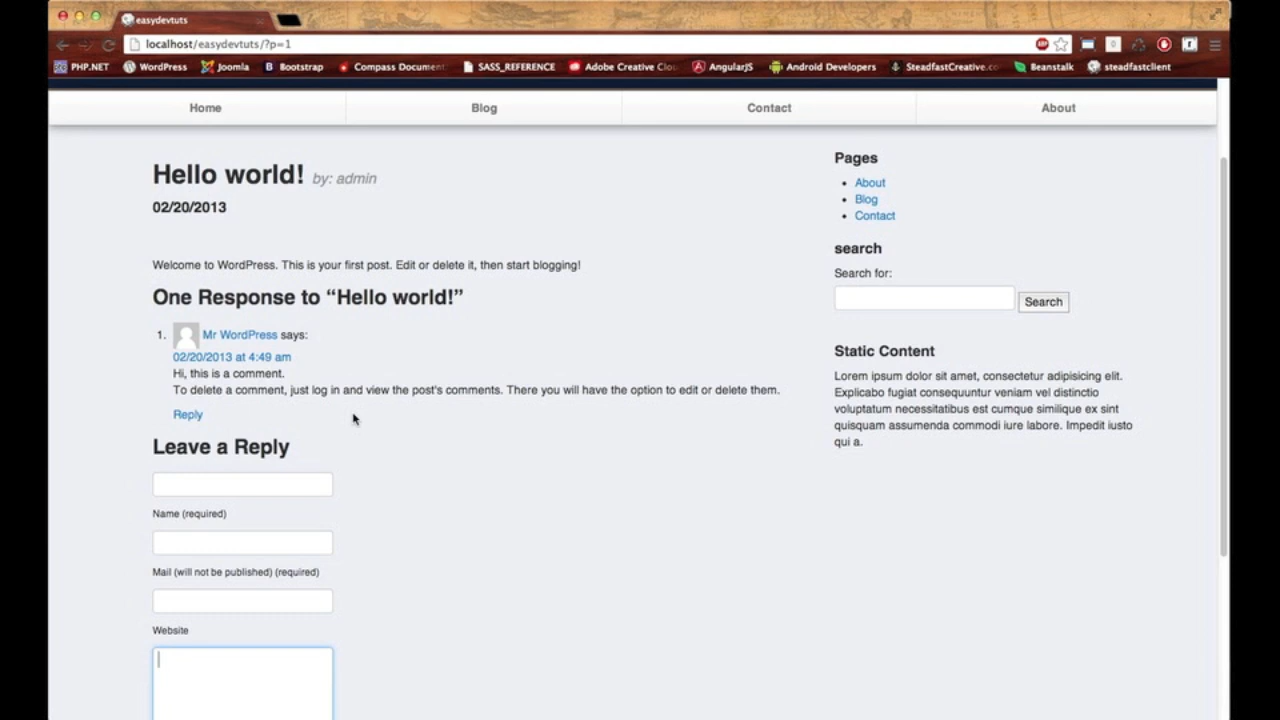 easydevtuts
localhost/easydevtuts/?p=1
PHP.NET WordPress Joomla Bootstrap Compass Document SASS_REFERENCE Adobe Creative Clo AngularJS Android Developers SteadfastCreative.co Beanstalk steadfastclient
Home Blog Contact About
Hello world! by: admin
02/20/2013
Welcome to WordPress. This is your first post. Edit or delete it, then start blogging!
One Response to “Hello world!”
1. Mr WordPress says:
02/20/2013 at 4:49 am
Hi, this is a comment.
To delete a comment, just log in and view the post's comments. There you will have the option to edit or delete them.
Reply
Leave a Reply
Name (required)
Mail (will not be published) (required)
Website
Pages
About
Blog
Contact
search
Search for:
Search
Static Content
Lorem ipsum dolor sit amet, consectetur adipisicing elit.
Explicabo fugiat consequuntur veniam vel distinctio
voluptatum necessitatibus est cumque similique ex sint
quisquam assumenda commodi iure labore. Impedit iusto
qui a.